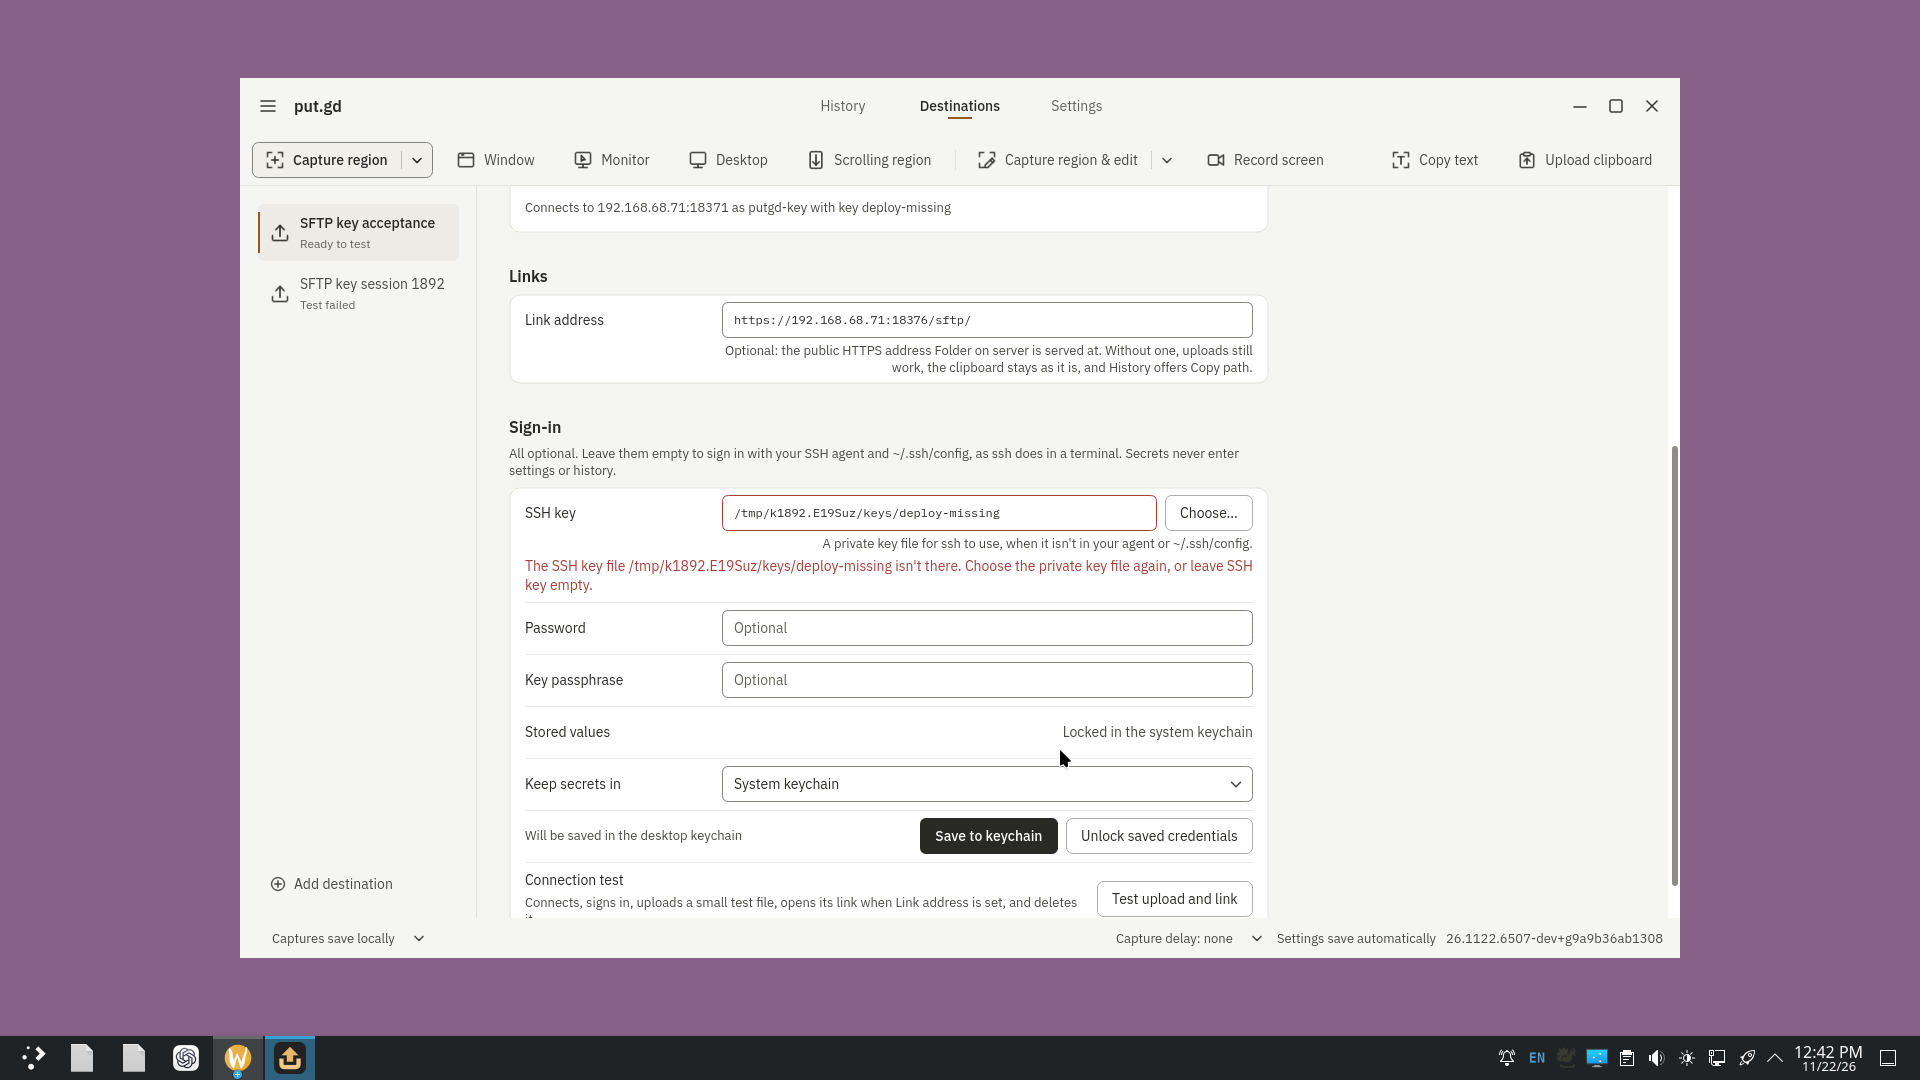 put.gd
History
Destinations
Settings
Capture region
Window
Monitor
Desktop
Scrolling region
Capture region & edit
Record screen
Copy text
Upload clipboard
SFTP key acceptance
Ready to test
SFTP key session 1892
Test failed
Add destination
Connects to 192.168.68.71:18371 as putgd-key with key deploy-missing
Links
Link address
https://192.168.68.71:18376/sftp/
Optional: the public HTTPS address Folder on server is served at. Without one, uploads still
work, the clipboard stays as it is, and History offers Copy path.
Sign-in
All optional. Leave them empty to sign in with your SSH agent and ~/.ssh/config, as ssh does in a terminal. Secrets never enter
settings or history.
SSH key
/tmp/k1892.E19Suz/keys/deploy-missing
Choose...
A private key file for ssh to use, when it isn't in your agent or ~/.ssh/config.
The SSH key file /tmp/k1892.E19Suz/keys/deploy-missing isn't there. Choose the private key file again, or leave SSH
key empty.
Password
Optional
Key passphrase
Optional
Stored values
Locked in the system keychain
Keep secrets in
System keychain
Will be saved in the desktop keychain
Save to keychain
Unlock saved credentials
Connection test
Connects, signs in, uploads a small test file, opens its link when Link address is set, and deletes
Test upload and link
Captures save locally
Capture delay: none
Settings save automatically
26.1122.6507-dev+g9a9b36ab1308
W
EN
12:42 PM
11/22/26